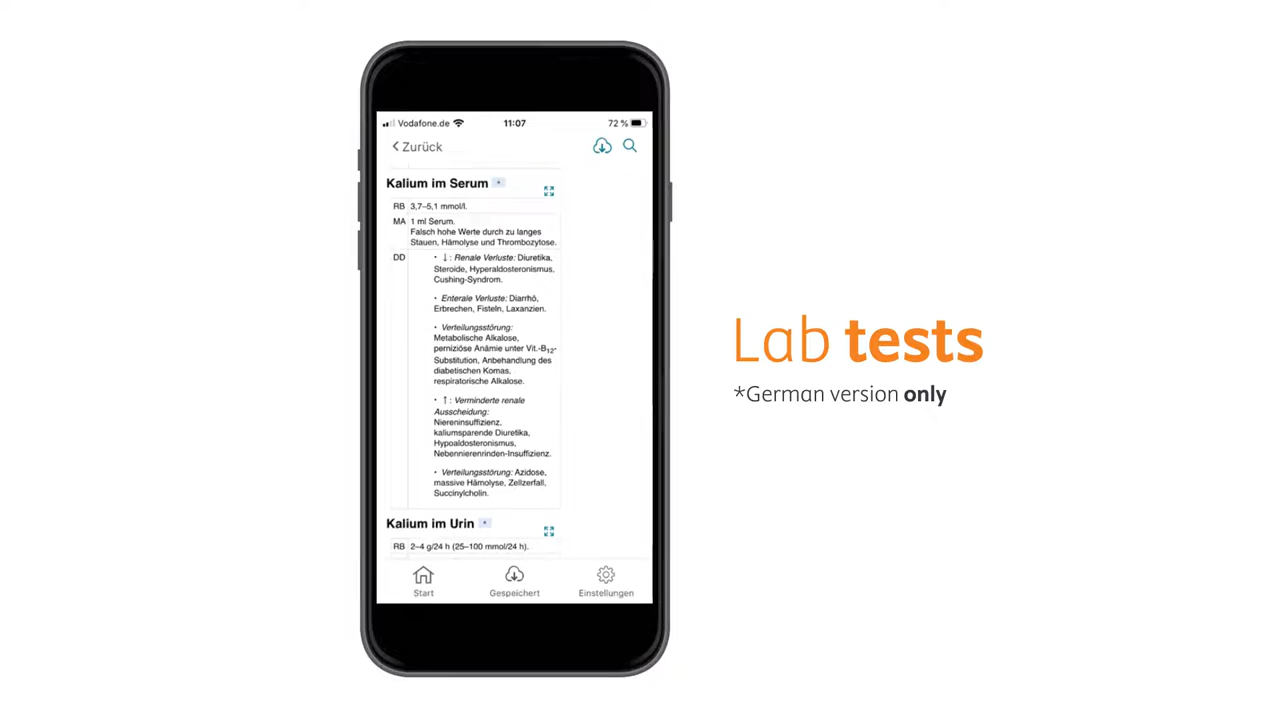 Vodafone.de
11:07
72 %
Zurück
Kalium im Serum *
RB 3,7–5,1 mmol/l.
MA 1 ml Serum.
Falsch hohe Werte durch zu langes
Stauen, Hämolyse und Thrombozytose.
DD • ↓: Renale Verluste: Diuretika,
Steroide, Hyperaldosteronismus,
Cushing-Syndrom.
• Enterale Verluste: Diarrhö,
Erbrechen, Fisteln, Laxanzien.
• Verteilungsstörung:
Metabolische Alkalose,
perniziöse Anämie unter Vit.-B12-
Substitution, Anbehandlung des
diabetischen Komas,
respiratorische Alkalose.
• ↑: Verminderte renale
Ausscheidung:
Niereninsuffizienz,
kaliumsparende Diuretika,
Hypoaldosteronismus,
Nebennierenrinden-Insuffizienz.
• Verteilungsstörung: Azidose,
massive Hämolyse, Zellzerfall,
Succinylcholin.
Kalium im Urin *
RB 2–4 g/24 h (25–100 mmol/24 h).
Start
Gespeichert
Einstellungen
Lab tests
*German version only